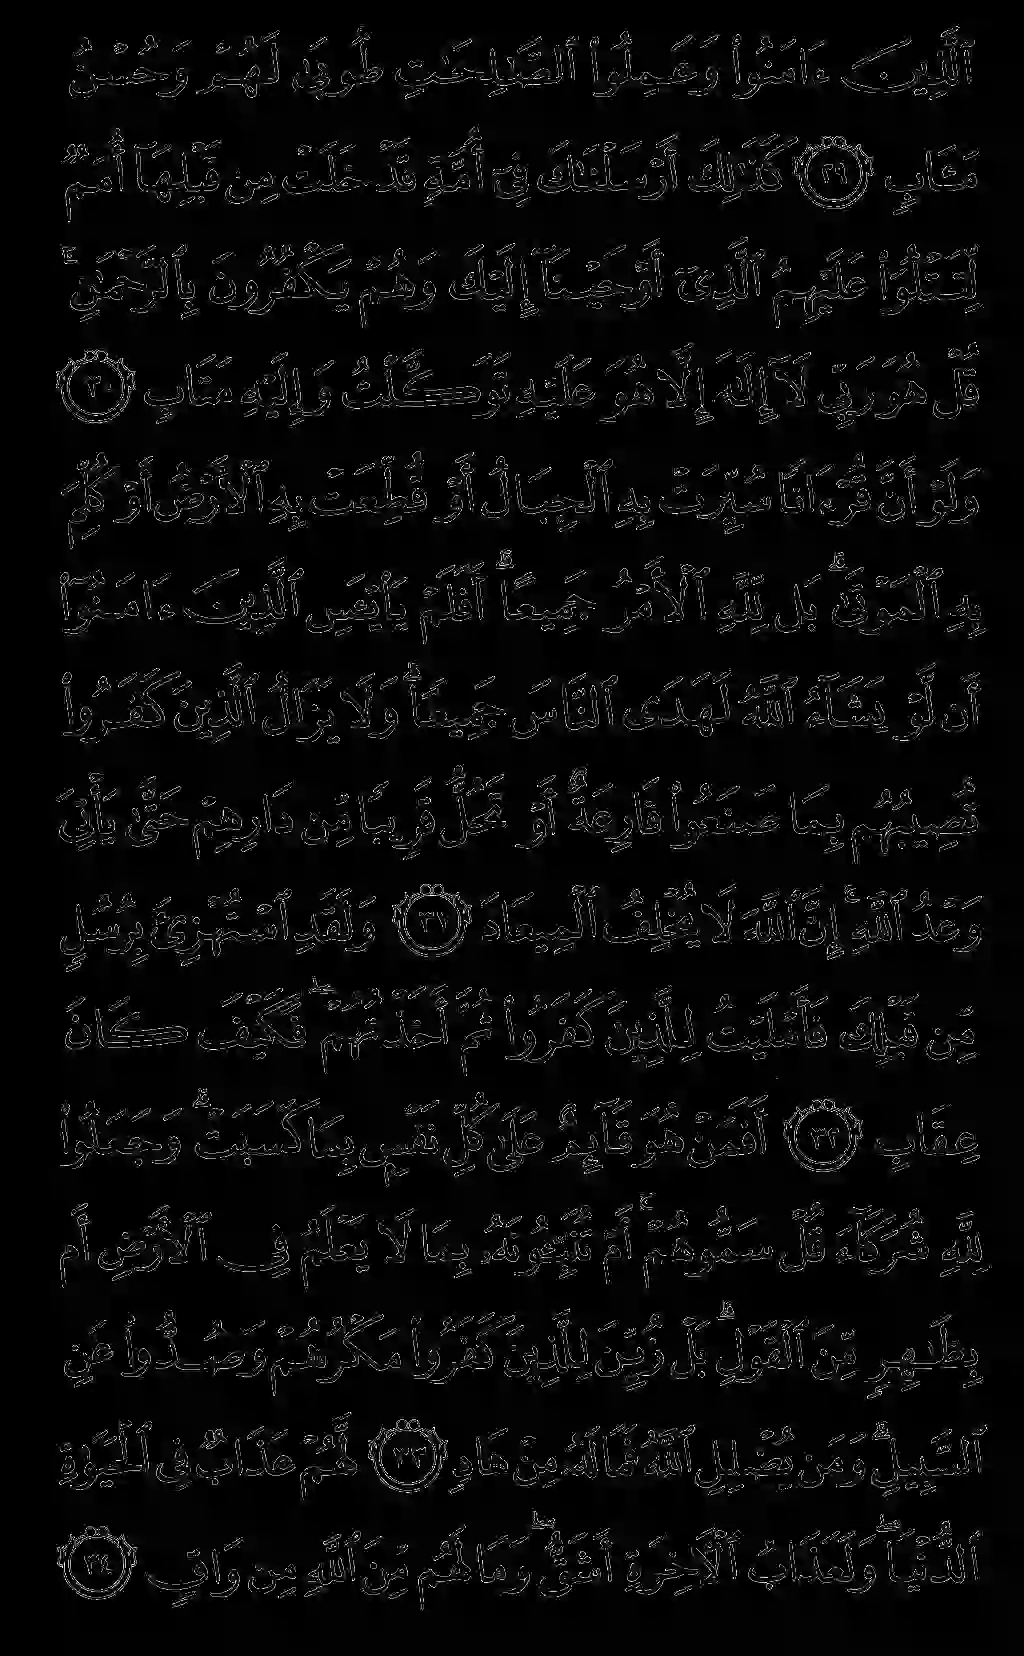 ٱلَّذِينَ ءَامَنُوا۟ وَعَمِلُوا۟ ٱلصَّـٰلِحَـٰتِ طُوبَىٰ لَهُمْ وَحُسْنُ
مَـَٔابٍ ٢٩ كَذَٰلِكَ أَرْسَلْنَـٰكَ فِىٓ أُمَّةٍ قَدْ خَلَتْ مِن قَبْلِهَآ أُمَمٌ
لِّتَتْلُوَا۟ عَلَيْهِمُ ٱلَّذِىٓ أَوْحَيْنَآ إِلَيْكَ وَهُمْ يَكْفُرُونَ بِٱلرَّحْمَـٰنِ ۚ
قُلْ هُوَ رَبِّى لَآ إِلَـٰهَ إِلَّا هُوَ عَلَيْهِ تَوَكَّلْتُ وَإِلَيْهِ مَتَابِ ٣٠
وَلَوْ أَنَّ قُرْءَانًا سُيِّرَتْ بِهِ ٱلْجِبَالُ أَوْ قُطِّعَتْ بِهِ ٱلْأَرْضُ أَوْ كُلِّمَ
بِهِ ٱلْمَوْتَىٰ ۗ بَل لِّلَّهِ ٱلْأَمْرُ جَمِيعًا ۗ أَفَلَمْ يَا۟يْـَٔسِ ٱلَّذِينَ ءَامَنُوٓا۟
أَن لَّوْ يَشَآءُ ٱللَّهُ لَهَدَى ٱلنَّاسَ جَمِيعًا ۗ وَلَا يَزَالُ ٱلَّذِينَ كَفَرُوا۟
تُصِيبُهُم بِمَا صَنَعُوا۟ قَارِعَةٌ أَوْ تَحُلُّ قَرِيبًا مِّن دَارِهِمْ حَتَّىٰ يَأْتِىَ
وَعْدُ ٱللَّهِ ۚ إِنَّ ٱللَّهَ لَا يُخْلِفُ ٱلْمِيعَادَ ٣١ وَلَقَدِ ٱسْتُهْزِئَ بِرُسُلٍ
مِّن قَبْلِكَ فَأَمْلَيْتُ لِلَّذِينَ كَفَرُوا۟ ثُمَّ أَخَذْتُهُمْ ۖ فَكَيْفَ كَانَ
عِقَابِ ٣٢ أَفَمَنْ هُوَ قَآئِمٌ عَلَىٰ كُلِّ نَفْسٍۭ بِمَا كَسَبَتْ ۗ وَجَعَلُوا۟
لِلَّهِ شُرَكَآءَ قُلْ سَمُّوهُمْ ۚ أَمْ تُنَبِّـُٔونَهُۥ بِمَا لَا يَعْلَمُ فِى ٱلْأَرْضِ أَم
بِظَـٰهِرٍ مِّنَ ٱلْقَوْلِ ۗ بَلْ زُيِّنَ لِلَّذِينَ كَفَرُوا۟ مَكْرُهُمْ وَصُدُّوا۟ عَنِ
ٱلسَّبِيلِ ۗ وَمَن يُضْلِلِ ٱللَّهُ فَمَا لَهُۥ مِنْ هَادٍ ٣٣ لَّهُمْ عَذَابٌ فِى ٱلْحَيَوٰةِ
ٱلدُّنْيَا ۖ وَلَعَذَابُ ٱلْـَٔاخِرَةِ أَشَقُّ ۖ وَمَا لَهُم مِّنَ ٱللَّهِ مِن وَاقٍ ٣٤